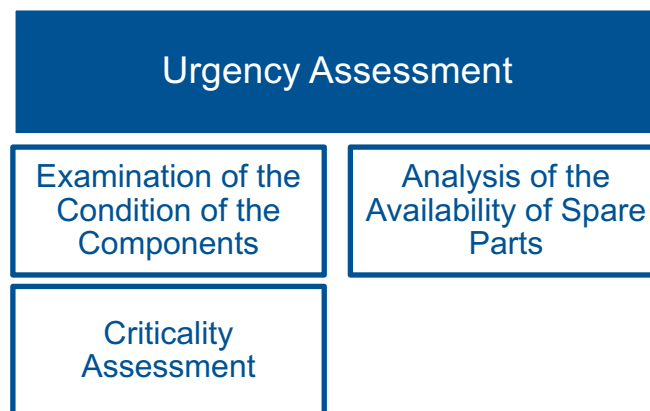 Urgency Assessment
Examination of the
Condition of the
Components
Analysis of the
Availability of Spare
Parts
Criticality
Assessment